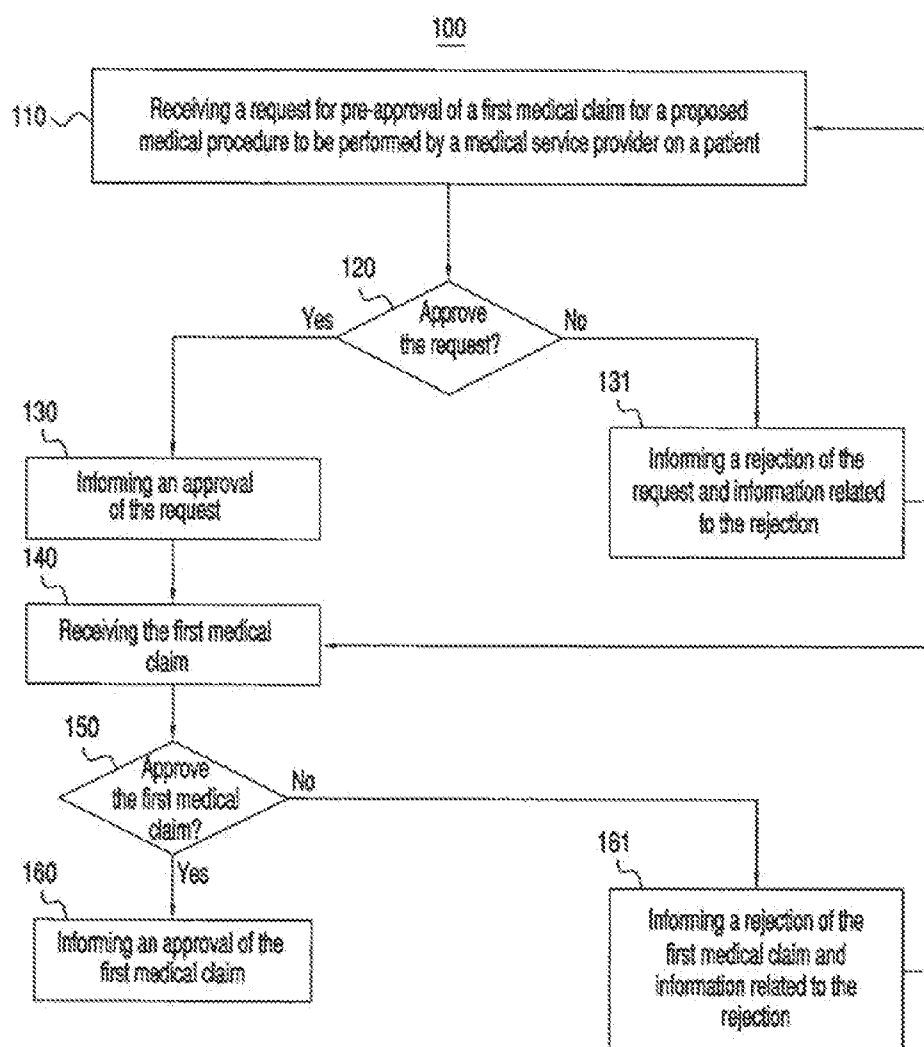 100
110
Receiving a request for pre-approval of a first medical claim for a proposed
medical procedure to be performed by a medical service provider on a patient
120
Yes
Approve
the request?
No
130
Informing an approval
of the request
131
Informing a rejection of the
request and information related
to the rejection
140
Receiving the first medical
claim
150
Approve
the first medical
claim?
No
Yes
160
Informing an approval of the
first medical claim
161
Informing a rejection of the
first medical claim and
information related to the
rejection